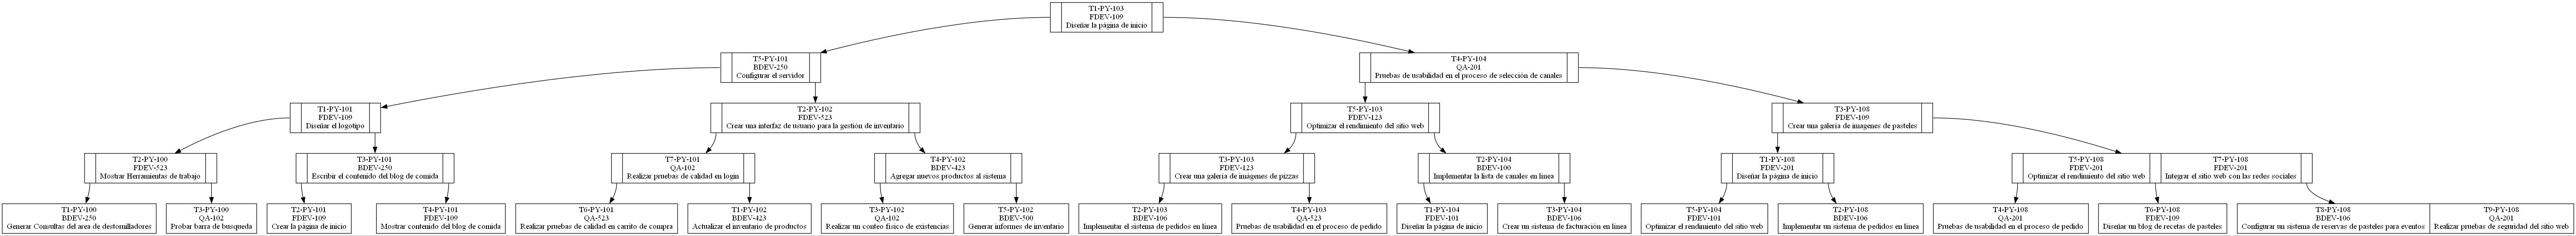 T1-PY-103
FDEV-109
Diseñar la página de inicio
T5-PY-101
BDEV-250
Configurar el servidor
T4-PY-104
QA-201
Pruebas de usabilidad en el proceso de selección de canales
T1-PY-101
FDEV-109
Diseñar el logotipo
T2-PY-102
FDEV-523
Crear una interfaz de usuario para la gestión de inventario
T5-PY-103
FDEV-123
Optimizar el rendimiento del sitio web
T3-PY-108
FDEV-109
Crear una galería de imagenes de pasteles
T2-PY-100
FDEV-523
Mostrar Herramientas de trabajo
T3-PY-101
BDEV-250
Escribir el contenido del blog de comida
T7-PY-101
QA-102
Realizar pruebas de calidad en login
T4-PY-102
BDEV-423
Agregar nuevos productos al sistema
T3-PY-103
FDEV-123
Crear una galería de imágenes de pizzas
T2-PY-104
BDEV-100
Implementar la lista de canales en línea
T1-PY-108
FDEV-201
Diseñar la página de inicio
T5-PY-108
FDEV-201
Optimizar el rendimiento del sitio web
T7-PY-108
FDEV-201
Integrar el sitio web con las redes sociales
T1-PY-100
BDEV-250
Generar Consultas del area de destornilladores
T3-PY-100
QA-102
Probar barra de busqueda
T2-PY-101
FDEV-109
Crear la página de inicio
T4-PY-101
FDEV-109
Mostrar contenido del blog de comida
T6-PY-101
QA-523
Realizar pruebas de calidad en carrito de compra
T1-PY-102
BDEV-423
Actualizar el inventario de productos
T3-PY-102
QA-102
Realizar un conteo físico de existencias
T5-PY-102
BDEV-500
Generar informes de inventario
T2-PY-103
BDEV-106
Implementar el sistema de pedidos en línea
T4-PY-103
QA-523
Pruebas de usabilidad en el proceso de pedido
T1-PY-104
FDEV-101
Diseñar la página de inicio
T3-PY-104
BDEV-106
Crear un sistema de facturación en línea
T5-PY-104
FDEV-101
Optimizar el rendimiento del sitio web
T2-PY-108
BDEV-106
Implementar un sistema de pedidos en línea
T4-PY-108
QA-201
Pruebas de usabilidad en el proceso de pedido
T6-PY-108
FDEV-109
Diseñar un blog de recetas de pasteles
T8-PY-108
BDEV-106
Configurar un sistema de reservas de pasteles para eventos
T9-PY-108
QA-201
Realizar pruebas de seguridad del sitio web